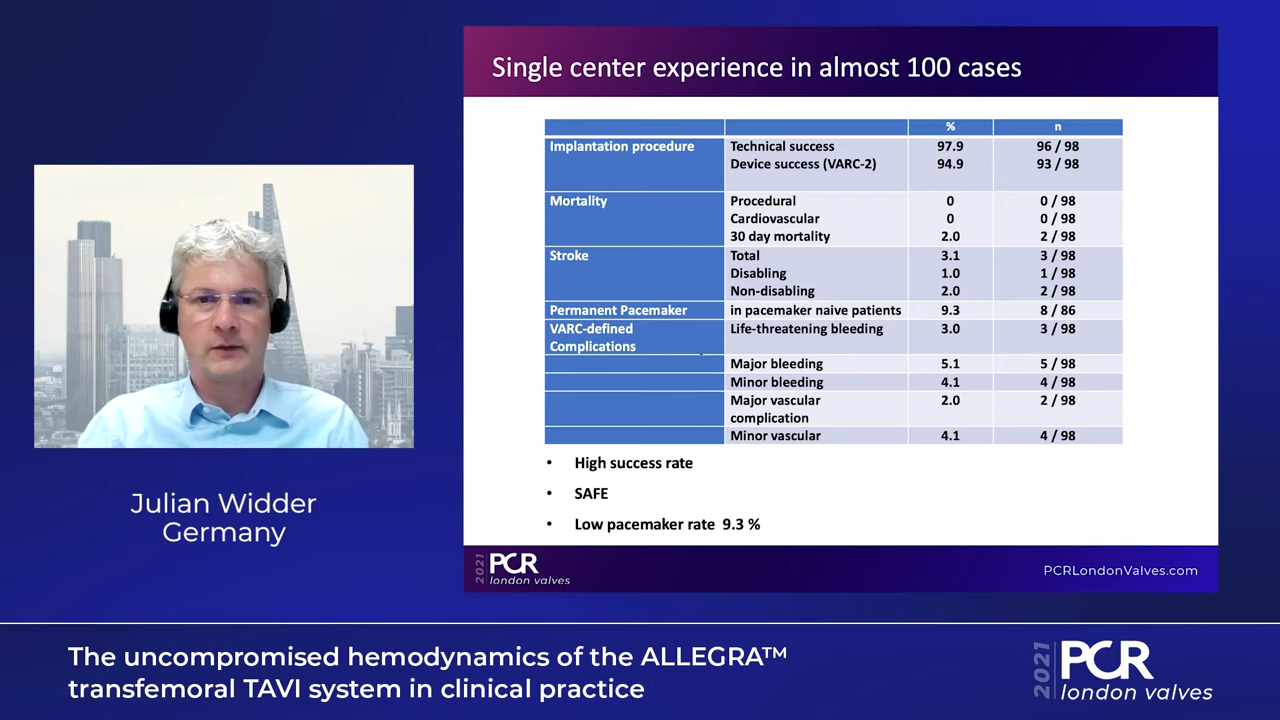 Single center experience in almost 100 cases
% n
Implantation procedure Technical success 97.9 96 / 98
Device success (VARC-2) 94.9 93 / 98
Mortality Procedural 0 0 / 98
Cardiovascular 0 0 / 98
30 day mortality 2.0 2 / 98
Stroke Total 3.1 3 / 98
Disabling 1.0 1 / 98
Non-disabling 2.0 2 / 98
Permanent Pacemaker in pacemaker naive patients 9.3 8 / 86
VARC-defined Life-threatening bleeding 3.0 3 / 98
Complications
Major bleeding 5.1 5 / 98
Minor bleeding 4.1 4 / 98
Major vascular 2.0 2 / 98
complication
Minor vascular 4.1 4 / 98
• High success rate
• SAFE
• Low pacemaker rate 9.3 %
2021 PCR
london valves
PCRLondonValves.com
Julian Widder
Germany
The uncompromised hemodynamics of the ALLEGRA™
transfemoral TAVI system in clinical practice
2021 PCR
london valves